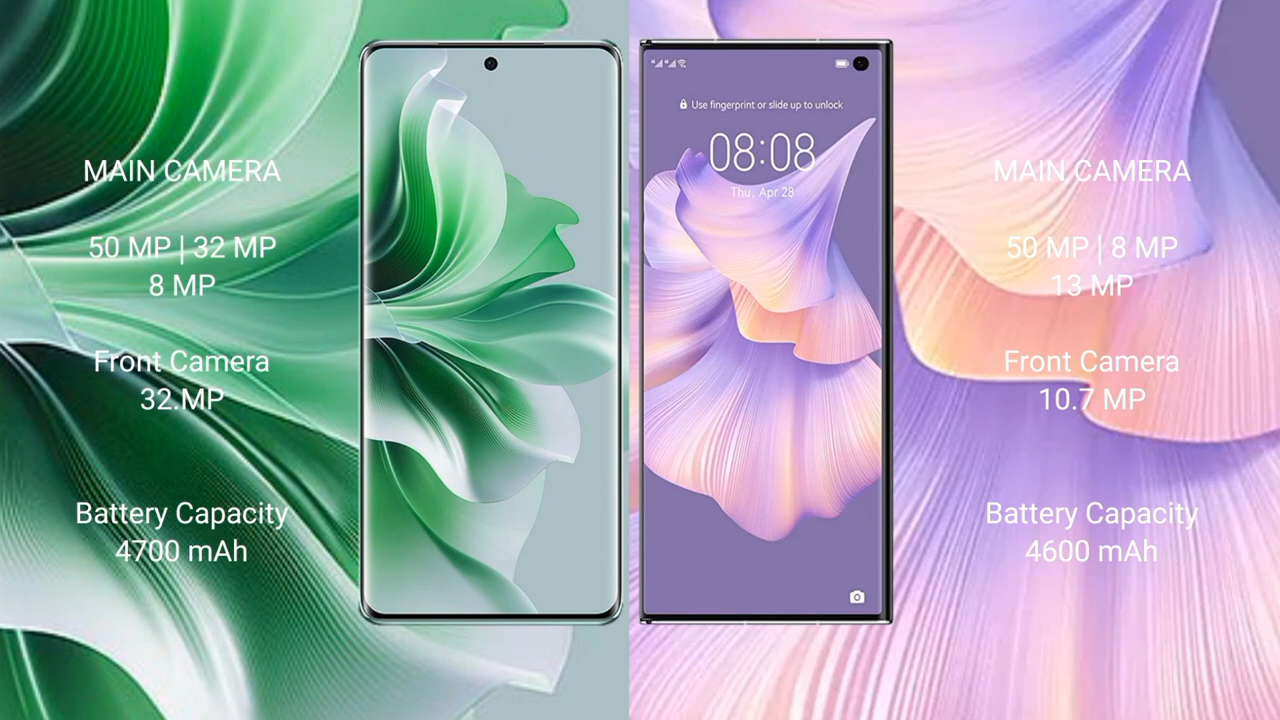 MAIN CAMERA
50 MP | 32 MP
8 MP
Front Camera
32.MP
Battery Capacity
4700 mAh
Use fingerprint or slide up to unlock
08:08
Thu, Apr 28
MAIN CAMERA
50 MP | 8 MP
13 MP
Front Camera
10.7 MP
Battery Capacity
4600 mAh